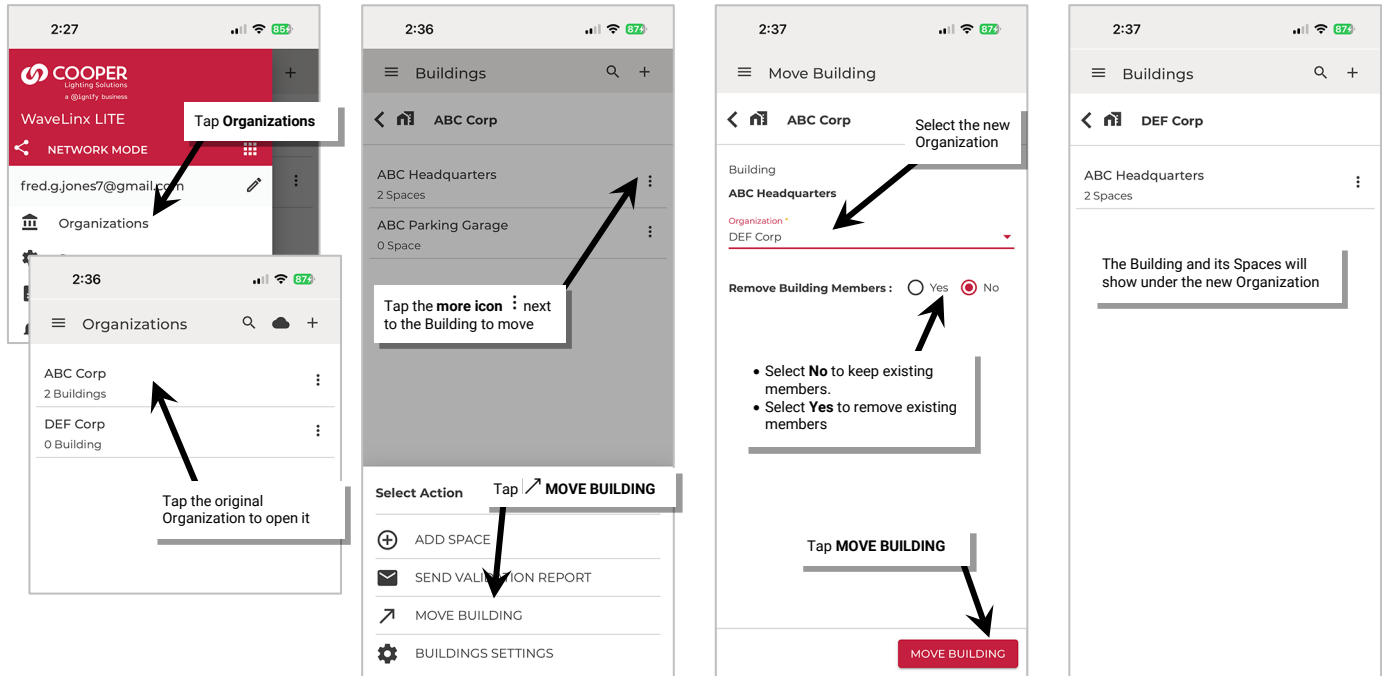 2:27
85
COOPER
Lighting Solutions
a Signify business
WaveLinx LITE
NETWORK MODE
fred.g.jones7@gmail.com
Organizations
Tap Organizations
2:36
87
Organizations
ABC Corp
2 Buildings
DEF Corp
0 Building
Tap the original
Organization to open it
2:36
87
Buildings
ABC Corp
ABC Headquarters
2 Spaces
ABC Parking Garage
0 Space
Tap the more icon ⋮ next
to the Building to move
Select Action
Tap ↗ MOVE BUILDING
ADD SPACE
SEND VALIDATION REPORT
MOVE BUILDING
BUILDINGS SETTINGS
2:37
87
Move Building
ABC Corp
Select the new
Organization
Building
ABC Headquarters
Organization *
DEF Corp
Remove Building Members : Yes No
• Select No to keep existing
members.
• Select Yes to remove existing
members
Tap MOVE BUILDING
MOVE BUILDING
2:37
87
Buildings
DEF Corp
ABC Headquarters
2 Spaces
The Building and its Spaces will
show under the new Organization